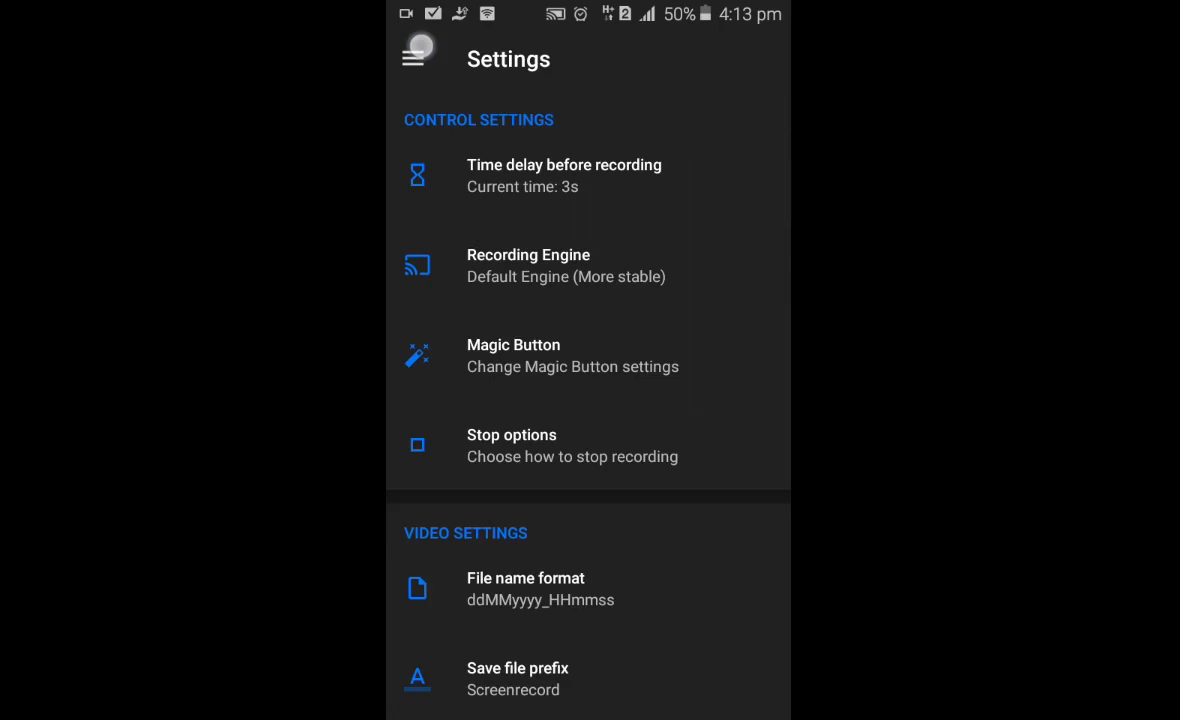 H+ 2 50% 4:13 pm
Settings
CONTROL SETTINGS
Time delay before recording
Current time: 3s
Recording Engine
Default Engine (More stable)
Magic Button
Change Magic Button settings
Stop options
Choose how to stop recording
VIDEO SETTINGS
File name format
ddMMyyyy_HHmmss
A
Save file prefix
Screenrecord